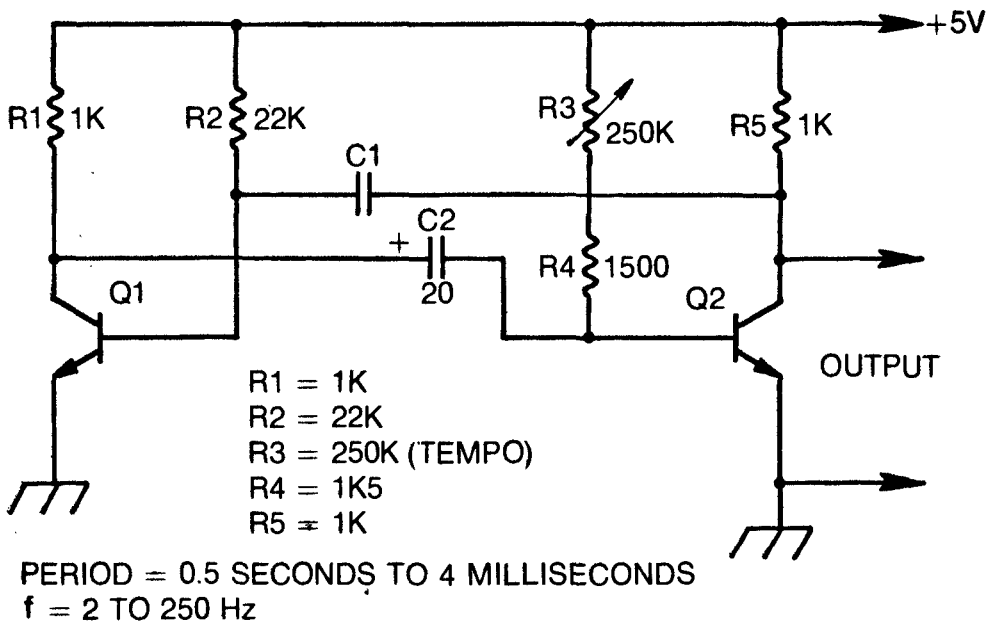 +5V
R1 1K
R2 22K
R3 250K
R5 1K
C1
C2
+
20
R4 1500
Q1
Q2
OUTPUT
R1 = 1K
R2 = 22K
R3 = 250K (TEMPO)
R4 = 1K5
R5 = 1K
PERIOD = 0.5 SECONDS TO 4 MILLISECONDS
f = 2 TO 250 Hz